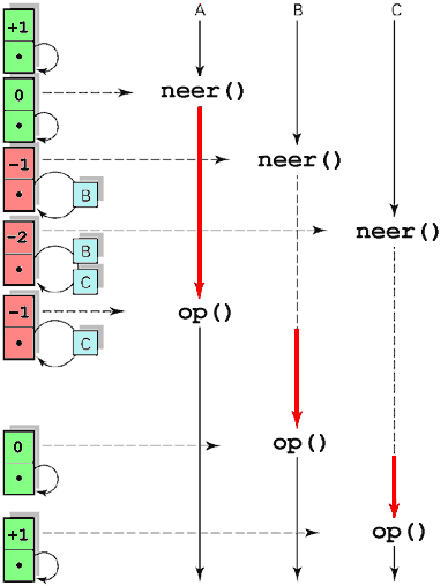 A B C
+1
0 neer()
-1 neer()
B
-2 neer()
B
C
-1 op()
C
0 op()
+1 op()